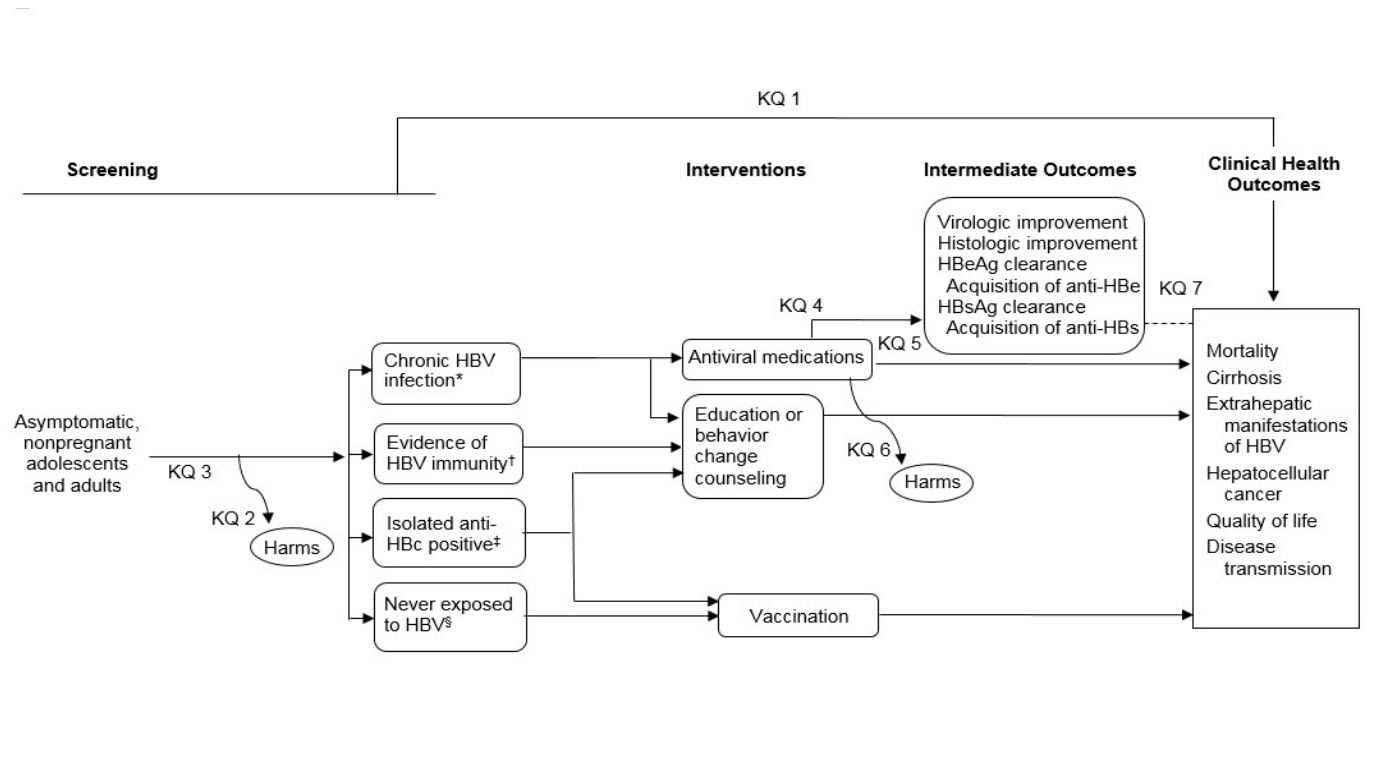 KQ 1
Screening
Interventions
Intermediate Outcomes
Clinical Health
Outcomes
Virologic improvement
Histologic improvement
HBeAg clearance
Acquisition of anti-HBe
HBsAg clearance
Acquisition of anti-HBs
KQ 7
KQ 4
KQ 5
Antiviral medications
Chronic HBV
infection*
Education or
behavior
change
counseling
Evidence of
HBV immunity†
KQ 6
Harms
Asymptomatic,
nonpregnant
adolescents
and adults
KQ 3
KQ 2
Harms
Isolated anti-
HBc positive‡
Never exposed
to HBV§
Vaccination
Mortality
Cirrhosis
Extrahepatic
manifestations
of HBV
Hepatocellular
cancer
Quality of life
Disease
transmission